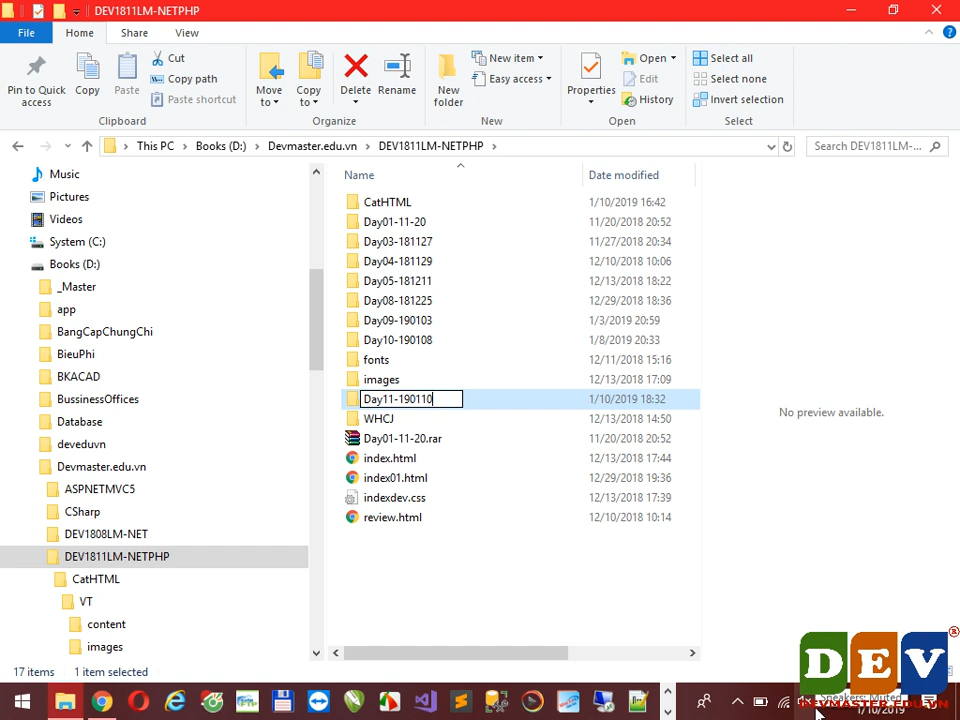 DEV1811LM-NETPHP
File
Home
Share
View
Pin to Quick access
Copy
Paste
Cut
Copy path
Paste shortcut
Clipboard
Move to
Copy to
Delete
Rename
Organize
New folder
New item
Easy access
New
Properties
Open
Edit
History
Open
Select all
Select none
Invert selection
Select
This PC
Books (D:)
Devmaster.edu.vn
DEV1811LM-NETPHP
Search DEV1811LM-...
Music
Pictures
Videos
System (C:)
Books (D:)
_Master
app
BangCapChungChi
BieuPhi
BKACAD
BussinessOffices
Database
deveduvn
Devmaster.edu.vn
ASPNETMVC5
CSharp
DEV1808LM-NET
DEV1811LM-NETPHP
CatHTML
VT
content
images
Name Date modified
CatHTML 1/10/2019 16:42
Day01-11-20 11/20/2018 20:52
Day03-181127 11/27/2018 20:34
Day04-181129 12/10/2018 10:06
Day05-181211 12/13/2018 18:22
Day08-181225 12/29/2018 18:36
Day09-190103 1/3/2019 20:59
Day10-190108 1/8/2019 20:33
fonts 12/11/2018 15:16
images 12/13/2018 17:09
Day11-190110 1/10/2019 18:32
WHCJ 12/13/2018 14:50
Day01-11-20.rar 11/20/2018 20:52
index.html 12/13/2018 17:44
index01.html 12/29/2018 19:36
indexdev.css 12/13/2018 17:39
review.html 12/10/2018 10:14
No preview available.
17 items 1 item selected
DEV®
Speakers: Muted
DEVMASTER.EDU.VN
1/10/2019